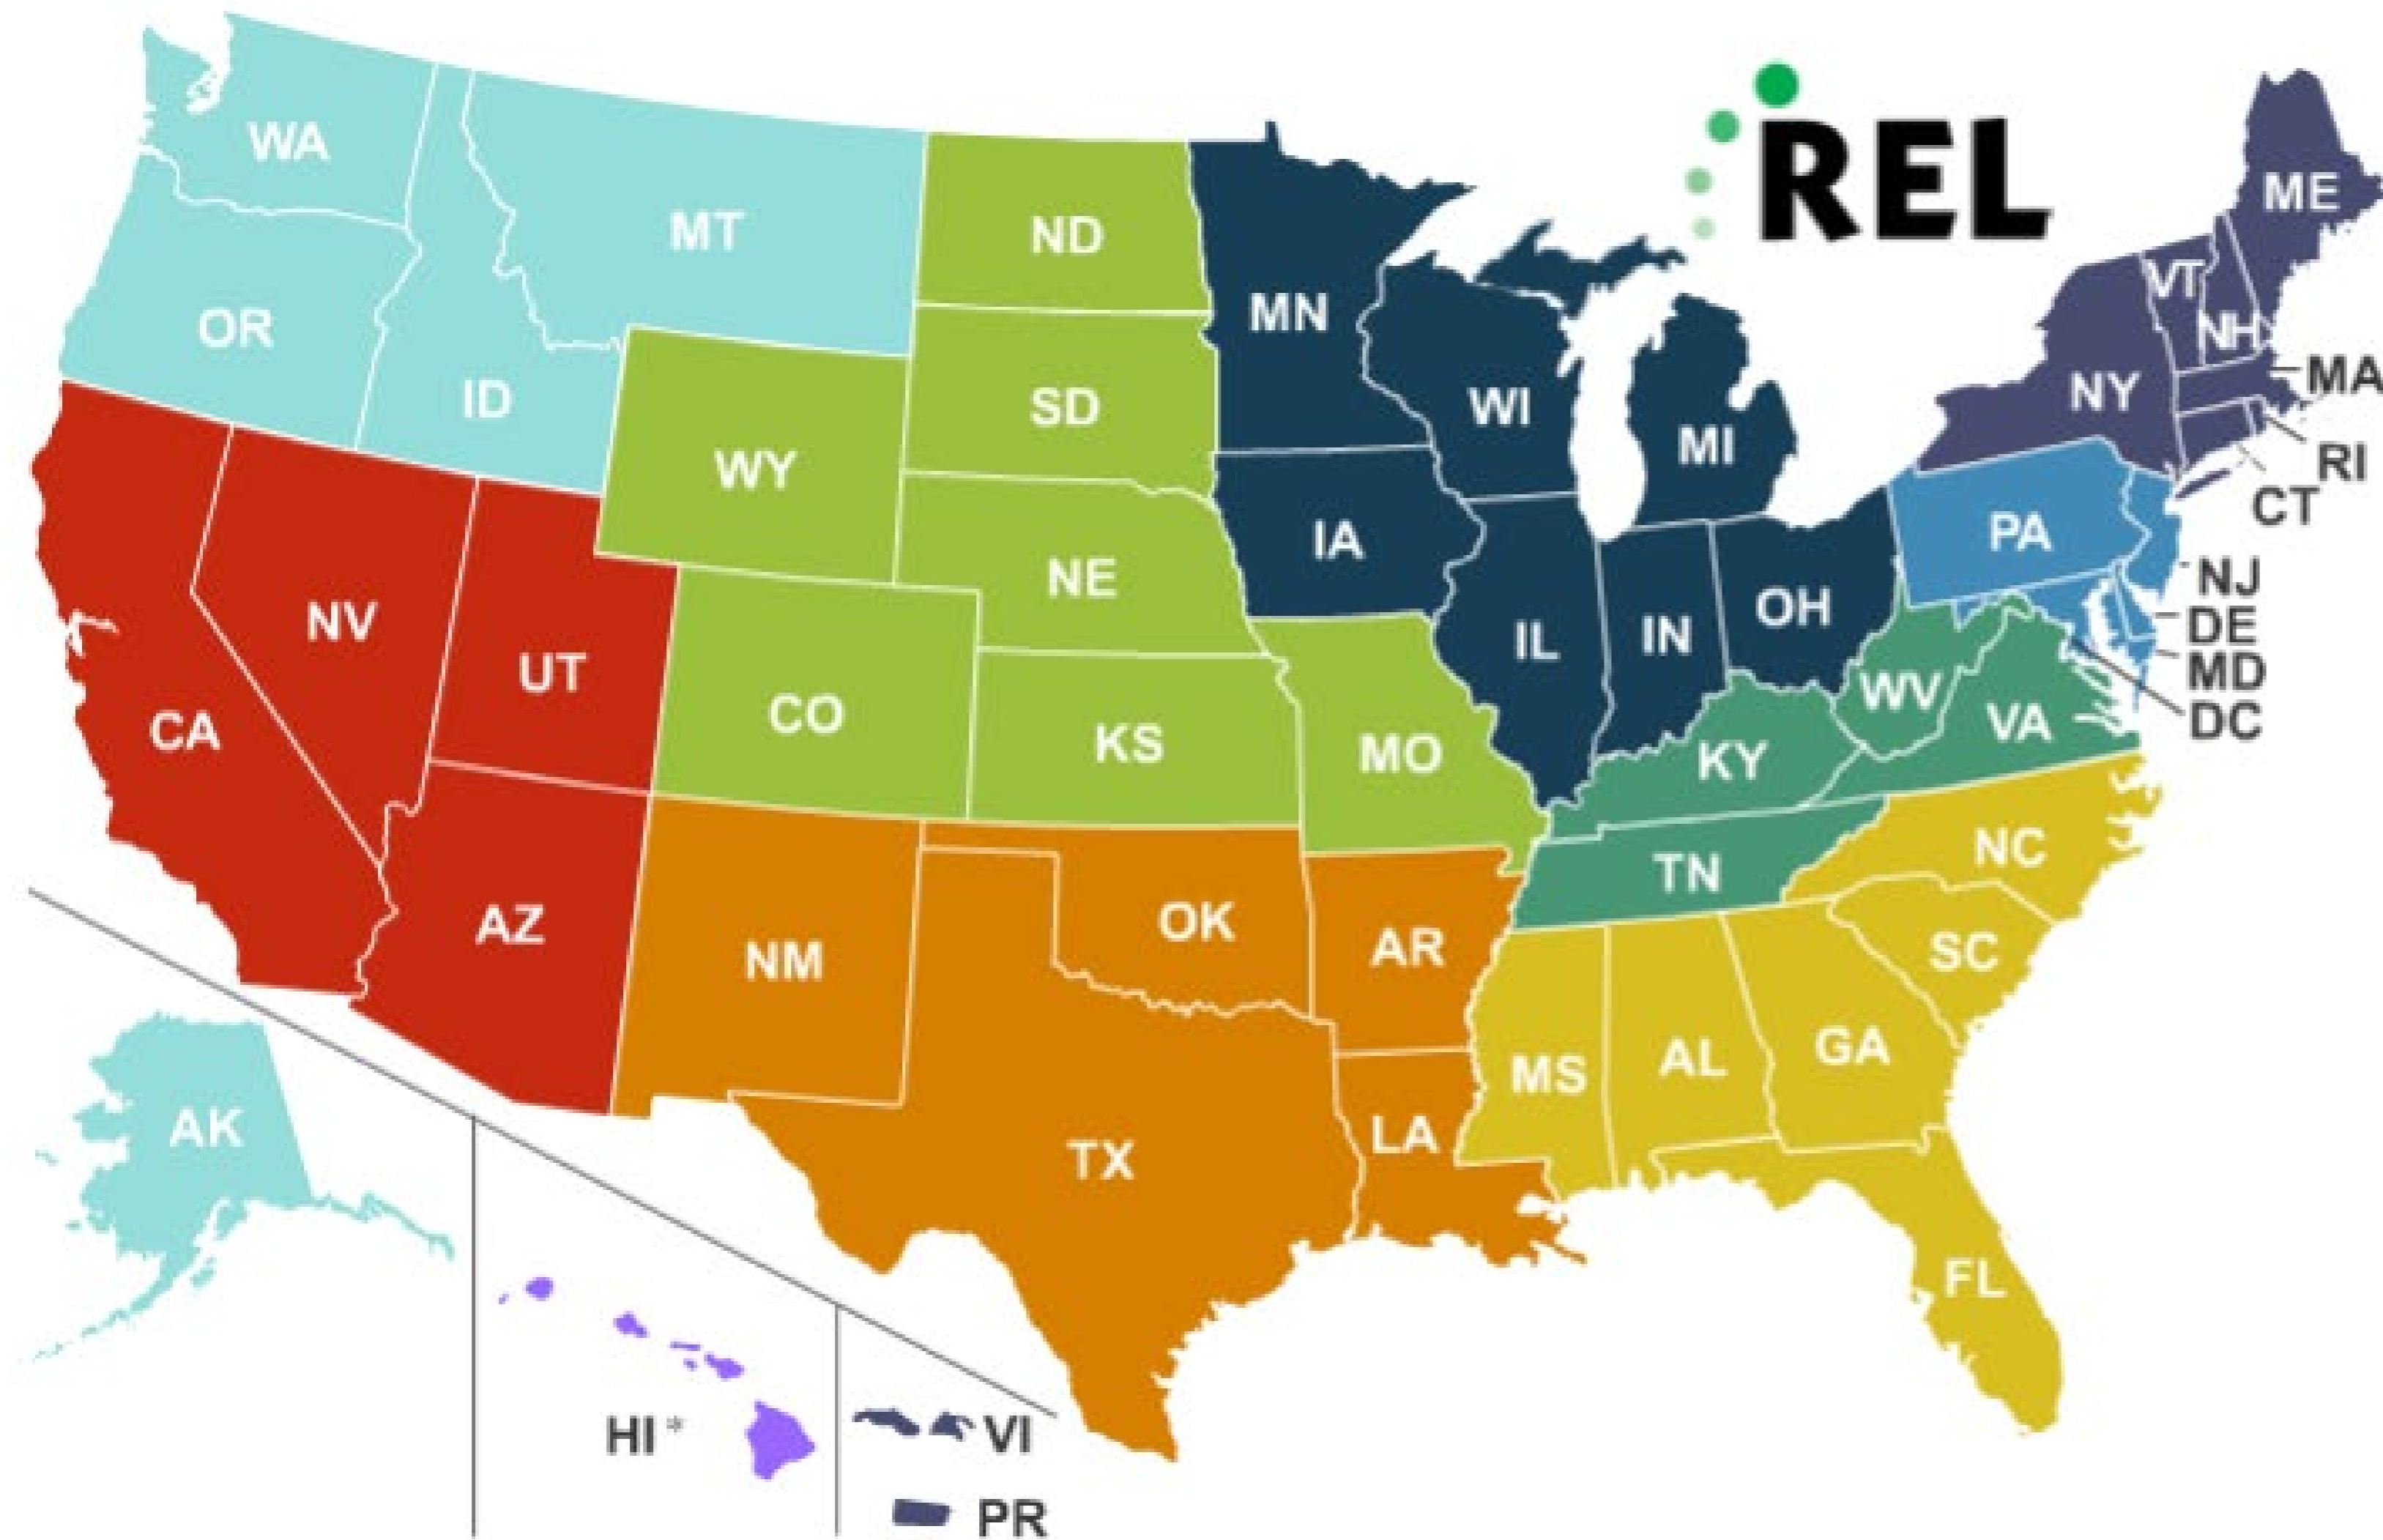 REL
WA
MT
ND
MN
ME
VT
NH
OR
ID
SD
WI
MI
NY
MA
RI
CT
WY
IA
PA
NE
NJ
NV
UT
IL
IN
OH
DE
MD
DC
CA
CO
KS
MO
KY
WV
VA
TN
NC
AZ
NM
OK
AR
SC
MS
AL
GA
AK
TX
LA
FL
HI *
VI
PR